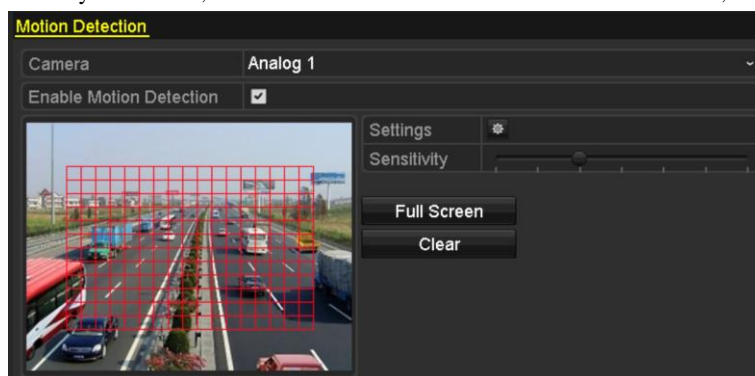 Motion Detection
Camera Analog 1
Enable Motion Detection
Settings
Sensitivity
Full Screen
Clear